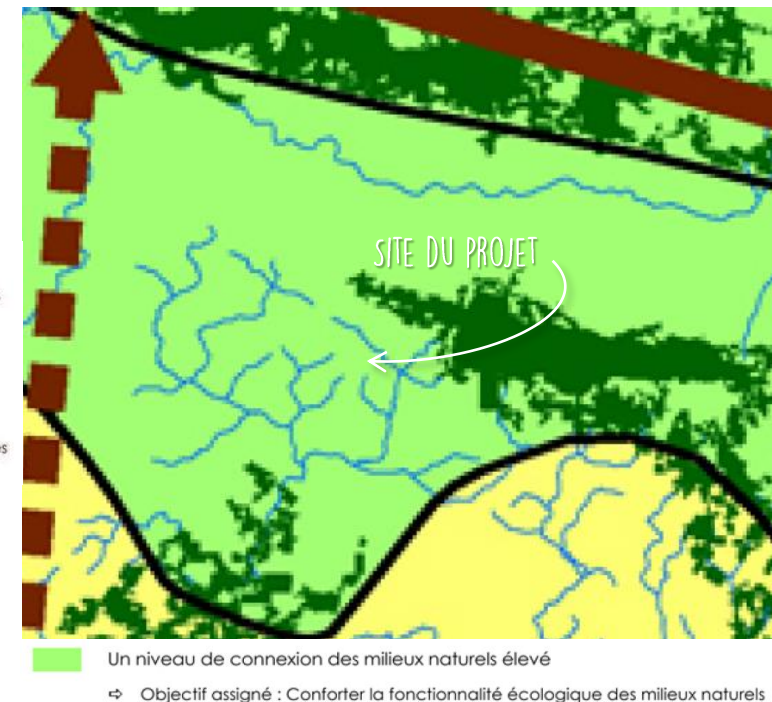 SITE DU PROJET
Un niveau de connexion des milieux naturels élevé
⇨ Objectif assigné : Conforter la fonctionnalité écologique des milieux naturels